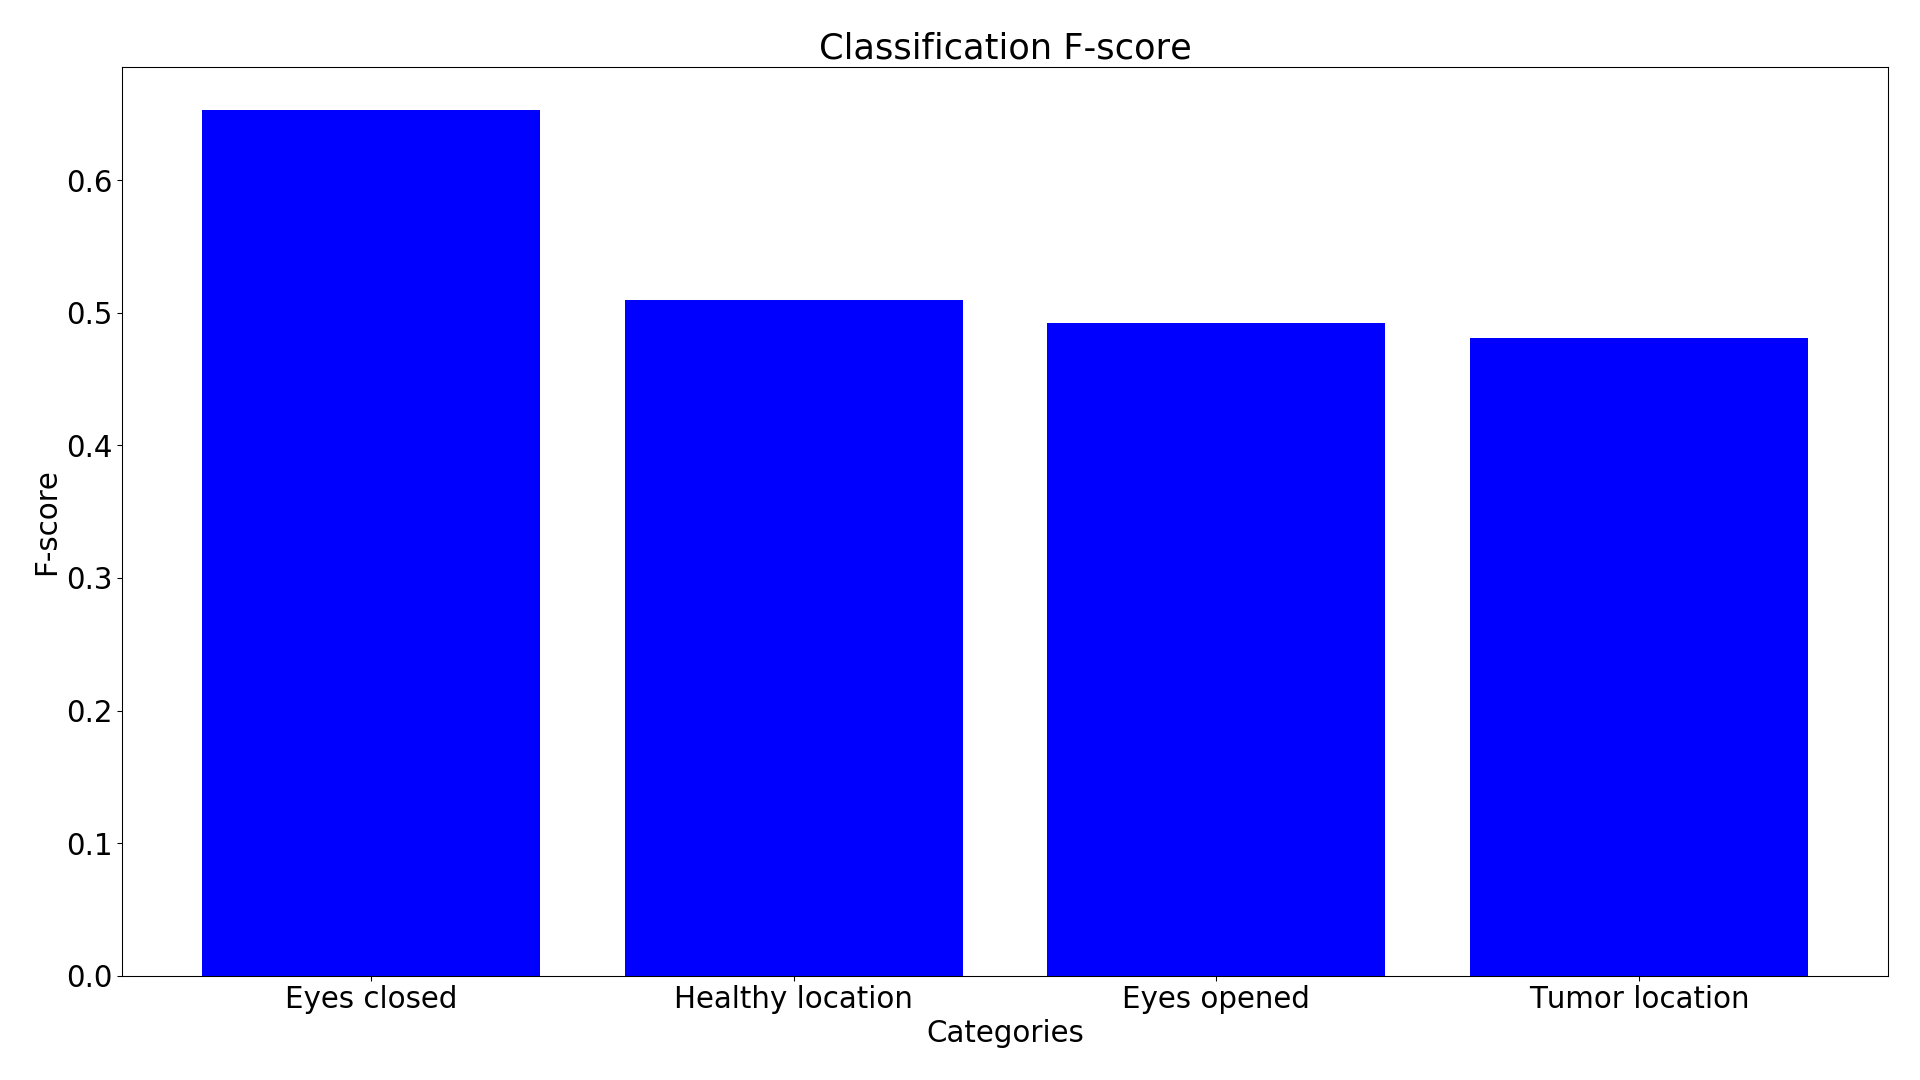 Classification F-score
F-score
0.6
0.5
0.4
0.3
0.2
0.1
0.0
Eyes closed
Healthy location
Eyes opened
Tumor location
Categories